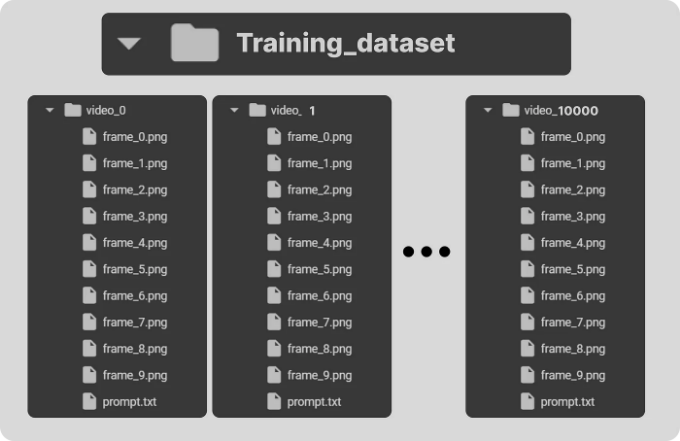 Training_dataset
video_0
frame_0.png
frame_1.png
frame_2.png
frame_3.png
frame_4.png
frame_5.png
frame_6.png
frame_7.png
frame_8.png
frame_9.png
prompt.txt
video_ 1
frame_0.png
frame_1.png
frame_2.png
frame_3.png
frame_4.png
frame_5.png
frame_6.png
frame_7.png
frame_8.png
frame_9.png
prompt.txt
video_10000
frame_0.png
frame_1.png
frame_2.png
frame_3.png
frame_4.png
frame_5.png
frame_6.png
frame_7.png
frame_8.png
frame_9.png
prompt.txt